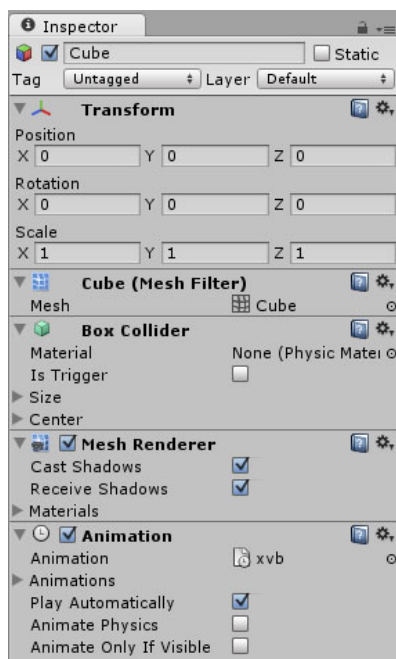 Inspector
Cube Static
Tag Untagged Layer Default
Transform
Position
X 0 Y 0 Z 0
Rotation
X 0 Y 0 Z 0
Scale
X 1 Y 1 Z 1
Cube (Mesh Filter)
Mesh Cube
Box Collider
Material None (Physic Mater
Is Trigger
Size
Center
Mesh Renderer
Cast Shadows
Receive Shadows
Materials
Animation
Animation xvb
Animations
Play Automatically
Animate Physics
Animate Only If Visible